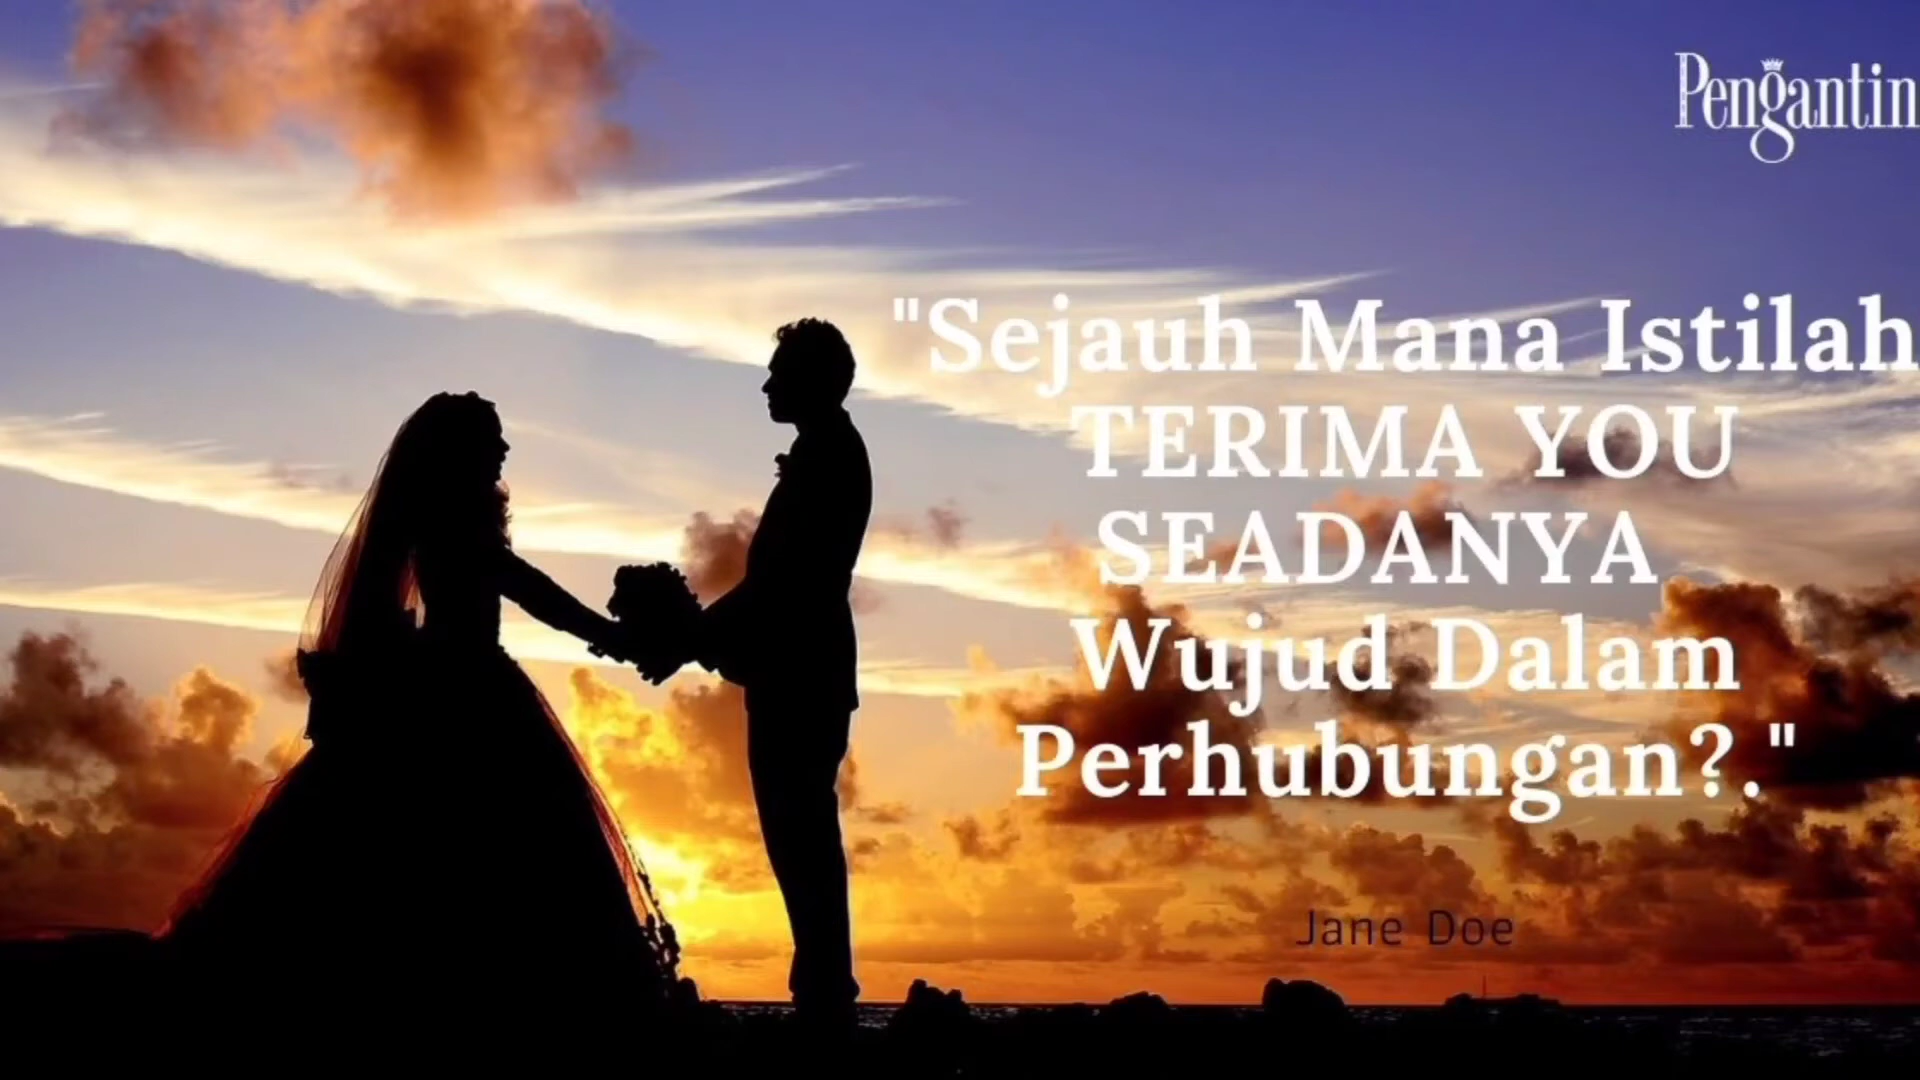 Pengantin
"Sejauh Mana Istilah
TERIMA YOU
SEADANYA
Wujud Dalam
Perhubungan?."
Jane Doe